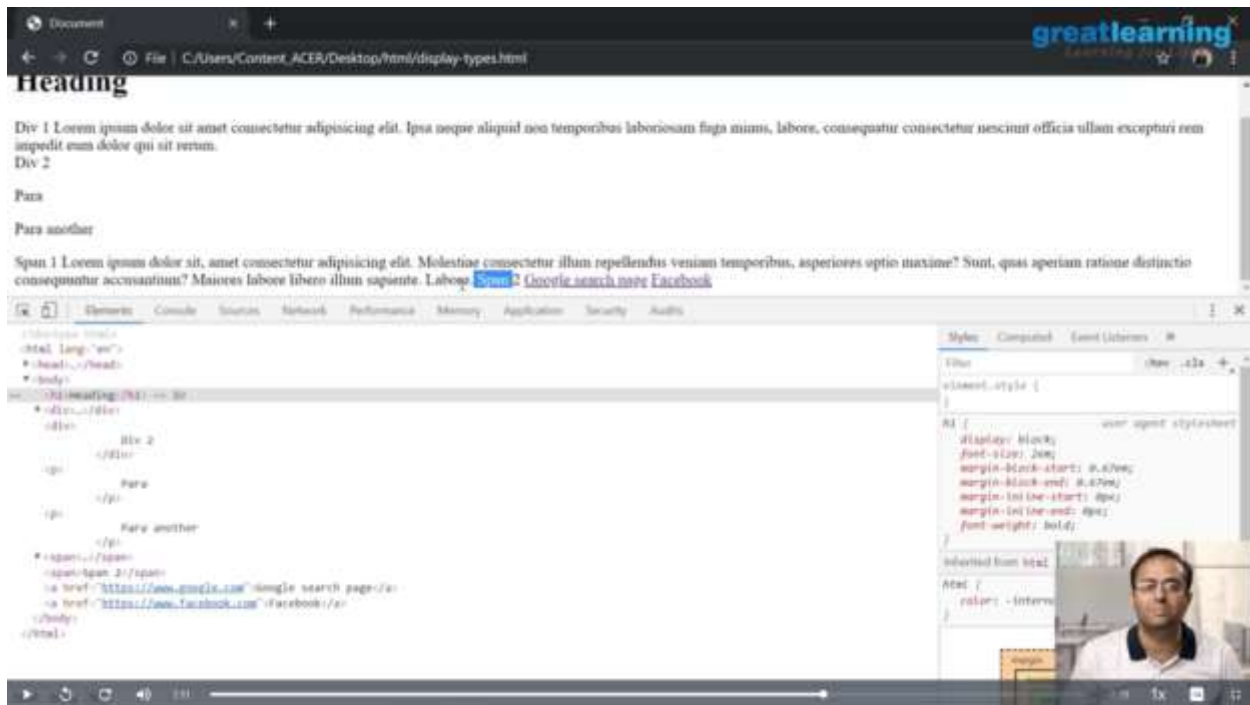 Document
greatlearning
File | C:/Users/Content_ACER/Desktop/html/display-types.html
Heading
Div 1 Lorem ipsum dolor sit amet consectetur adipisicing elit. Ipsa neque aliquid non temporibus laboriosam fuga minus, labore, consequatur consectetur nesciunt officia ullam excepturi rem
impedit eum dolor qui sit rerum.
Div 2
Para
Para another
Span 1 Lorem ipsum dolor sit, amet consectetur adipisicing elit. Molestiae consectetur illum repellendus veniam temporibus, asperiores optio maxime? Sunt, quas aperiam ratione distinctio
consequuntur accusantium? Maiores labore libero illum sapiente. Labore. Span 2 Google search page Facebook
Elements Console Sources Network Performance Memory Application Security Audits
Styles Computed Event Listeners
<!doctype html>
<html lang="en">
<head>…</head>
<body>
<h1>Heading</h1> == $0
<div>…</div>
<div>
Div 2
</div>
<p>
Para
</p>
<p>
Para another
</p>
<span>…</span>
<span>Span 2</span>
<a href="https://www.google.com">Google search page</a>
<a href="https://www.facebook.com">Facebook</a>
</body>
</html>
Filter :hov .cls +
element.style {
}
h1 { user agent stylesheet
display: block;
font-size: 2em;
margin-block-start: 0.67em;
margin-block-end: 0.67em;
margin-inline-start: 0px;
margin-inline-end: 0px;
font-weight: bold;
}
Inherited from html
html {
color: -interna
}
margin
1x